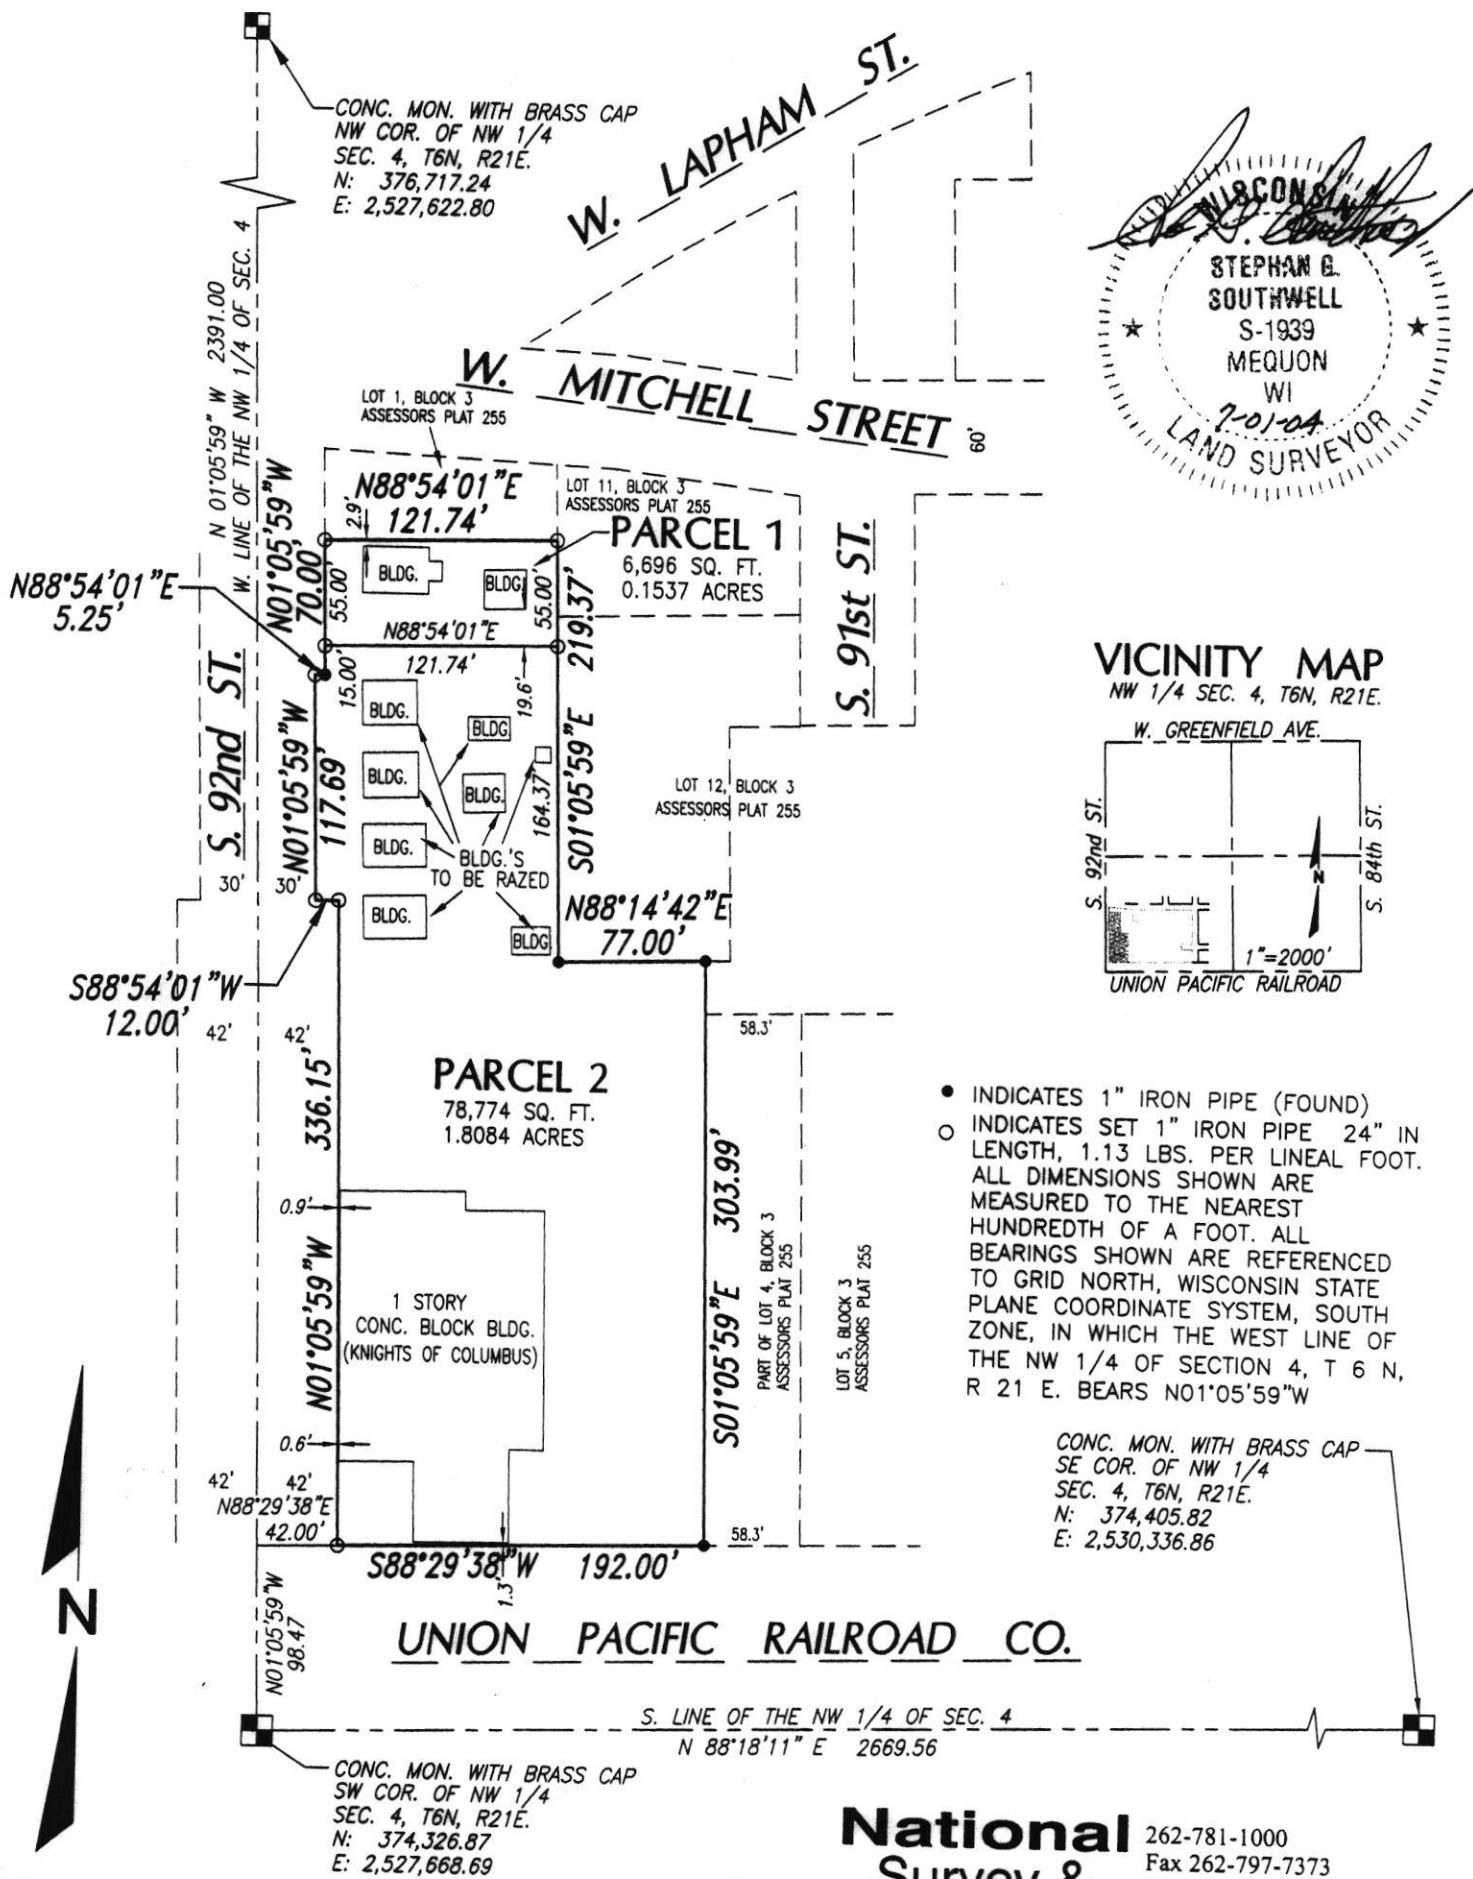 CONC. MON. WITH BRASS CAP
NW COR. OF NW 1/4
SEC. 4, T6N, R21E.
N: 376,717.24
E: 2,527,622.80
W. LAPHAM ST.
WISCONSIN
STEPHAN G.
SOUTHWELL
S-1939
MEQUON
WI
7-01-04
LAND SURVEYOR
N 01°05'59" W 2391.00
W. LINE OF THE NW 1/4 OF SEC. 4
W. MITCHELL STREET
60'
LOT 1, BLOCK 3
ASSESSORS PLAT 255
N88°54'01"E
121.74'
2.9'
LOT 11, BLOCK 3
ASSESSORS PLAT 255
PARCEL 1
6,696 SQ. FT.
0.1537 ACRES
N01°05'59"W
70.00'
55.00'
BLDG.
BLDG.
55.00'
219.37'
S. 91st ST.
N88°54'01"E
5.25'
N88°54'01"E
121.74'
15.00'
19.6'
S. 92nd ST.
N01°05'59"W
117.69'
BLDG.
BLDG.
BLDG.
BLDG.
BLDG.
BLDG.
BLDG.
BLDG.'S
TO BE RAZED
164.37'
S01°05'59"E
LOT 12, BLOCK 3
ASSESSORS PLAT 255
30'
30'
N88°14'42"E
77.00'
VICINITY MAP
NW 1/4 SEC. 4, T6N, R21E.
W. GREENFIELD AVE.
S. 92nd ST.
S. 84th ST.
N
1"=2000'
UNION PACIFIC RAILROAD
S88°54'01"W
12.00'
42'
42'
58.3'
336.15'
PARCEL 2
78,774 SQ. FT.
1.8084 ACRES
INDICATES 1" IRON PIPE (FOUND)
INDICATES SET 1" IRON PIPE 24" IN
LENGTH, 1.13 LBS. PER LINEAL FOOT.
ALL DIMENSIONS SHOWN ARE
MEASURED TO THE NEAREST
HUNDREDTH OF A FOOT. ALL
BEARINGS SHOWN ARE REFERENCED
TO GRID NORTH, WISCONSIN STATE
PLANE COORDINATE SYSTEM, SOUTH
ZONE, IN WHICH THE WEST LINE OF
THE NW 1/4 OF SECTION 4, T 6 N,
R 21 E. BEARS N01°05'59"W
0.9'
N01°05'59"W
1 STORY
CONC. BLOCK BLDG.
(KNIGHTS OF COLUMBUS)
S01°05'59"E 303.99'
PART OF LOT 4, BLOCK 3
ASSESSORS PLAT 255
LOT 5, BLOCK 3
ASSESSORS PLAT 255
0.6'
42'
42'
N88°29'38"E
42.00'
58.3'
S88°29'38"W 192.00'
1.3'
CONC. MON. WITH BRASS CAP
SE COR. OF NW 1/4
SEC. 4, T6N, R21E.
N: 374,405.82
E: 2,530,336.86
N
N01°05'59"W
98.47
UNION PACIFIC RAILROAD CO.
S. LINE OF THE NW 1/4 OF SEC. 4
N 88°18'11" E 2669.56
CONC. MON. WITH BRASS CAP
SW COR. OF NW 1/4
SEC. 4, T6N, R21E.
N: 374,326.87
E: 2,527,668.69
National
Survey &
262-781-1000
Fax 262-797-7373